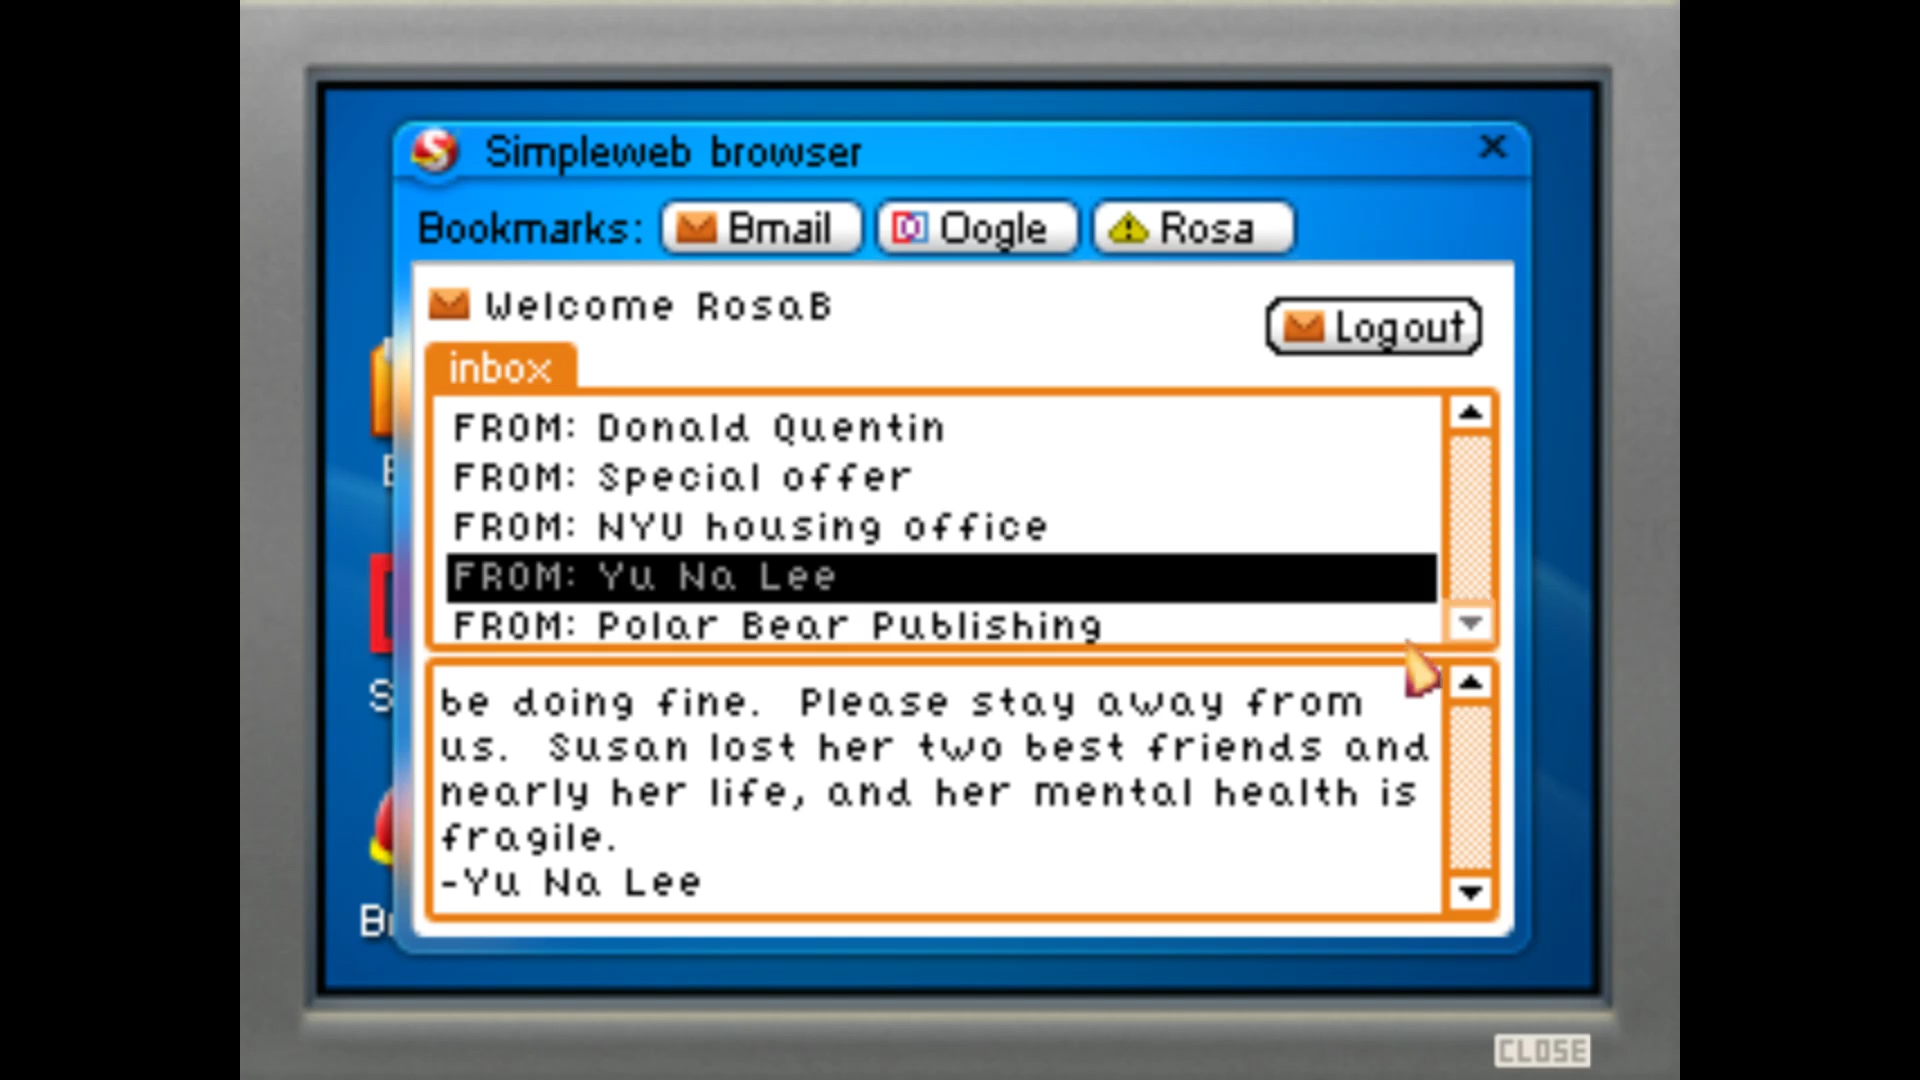 Simpleweb browser
Bookmarks: Bmail Oogle Rosa
Welcome RosaB
Logout
inbox
FROM: Donald Quentin
FROM: Special offer
FROM: NYU housing office
FROM: Yu Na Lee
FROM: Polar Bear Publishing
be doing fine. Please stay away from
us. Susan lost her two best friends and
nearly her life, and her mental health is
fragile.
-Yu Na Lee
CLOSE